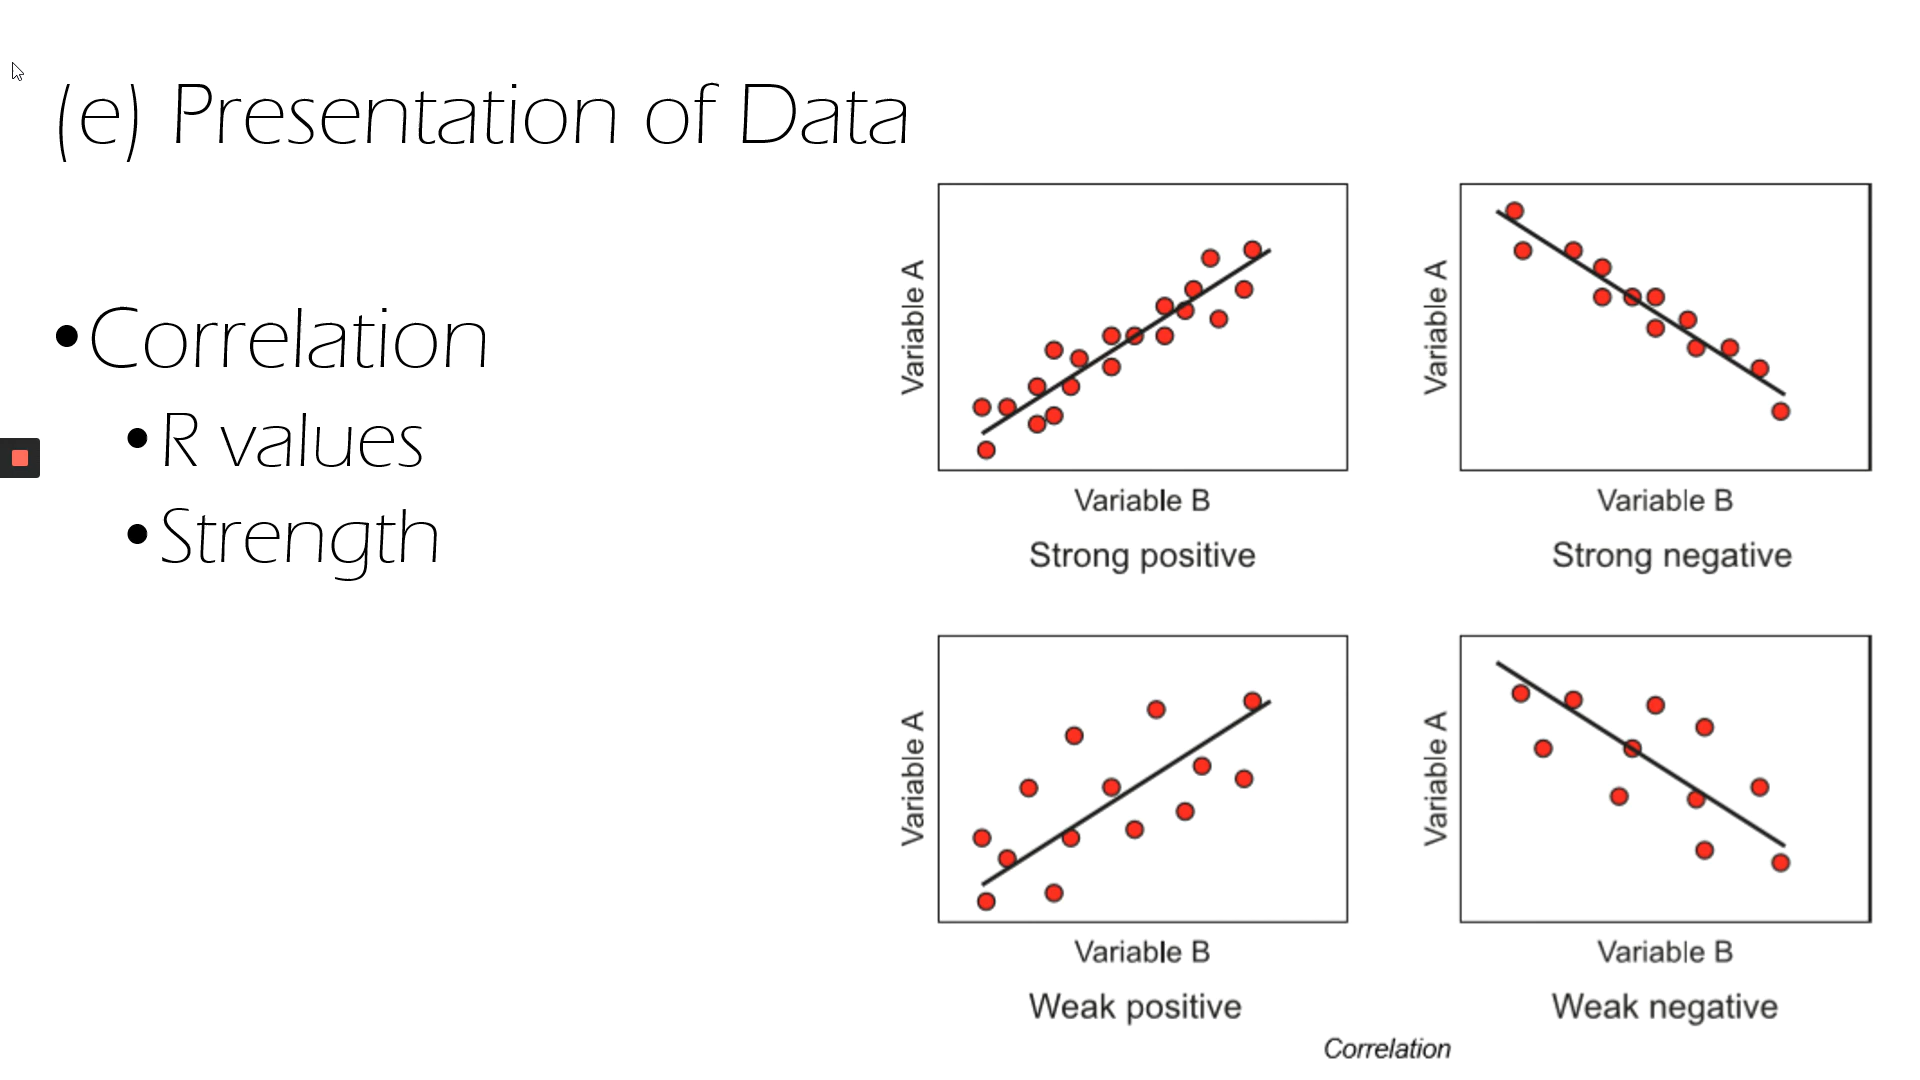 (e) Presentation of Data
•Correlation
•R values
•Strength
Variable A
Variable B
Strong positive
Variable A
Variable B
Strong negative
Variable A
Variable B
Weak positive
Variable A
Variable B
Weak negative
Correlation